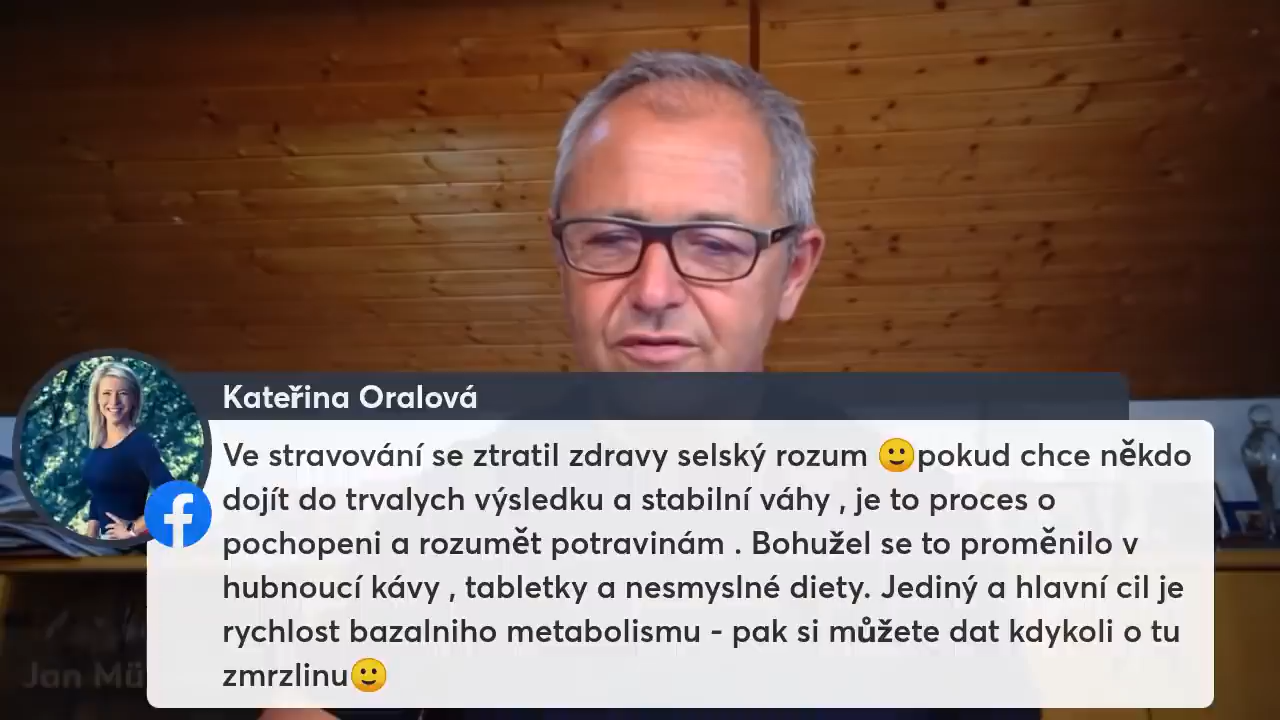 Kateřina Oralová
Ve stravování se ztratil zdravy selský rozum 🙂pokud chce někdo
dojít do trvalych výsledku a stabilní váhy , je to proces o
pochopeni a rozumět potravinám . Bohužel se to proměnilo v
hubnoucí kávy , tabletky a nesmyslné diety. Jediný a hlavní cil je
rychlost bazalniho metabolismu - pak si můžete dat kdykoli o tu
zmrzlinu🙂
Jan